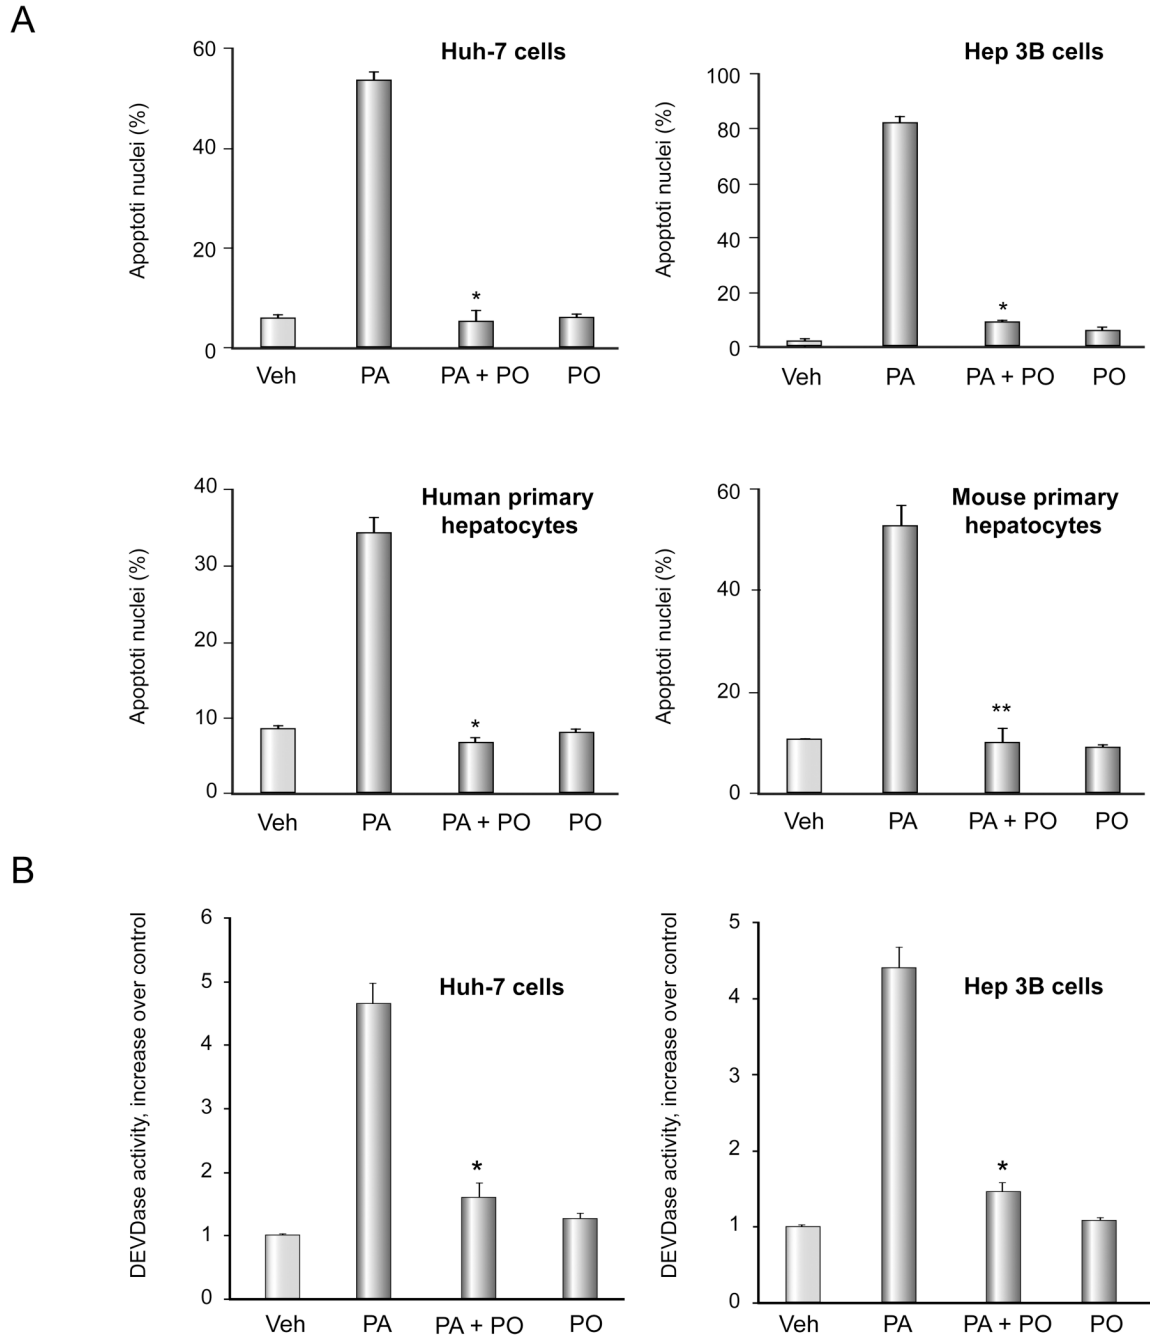 A
Huh-7 cells
Apoptoti nuclei (%)
60
40
20
0
*
Veh PA PA + PO PO
Hep 3B cells
Apoptoti nuclei (%)
100
80
60
40
20
0
*
Veh PA PA + PO PO
Human primary
hepatocytes
Apoptoti nuclei (%)
40
30
20
10
0
*
Veh PA PA + PO PO
Mouse primary
hepatocytes
Apoptoti nuclei (%)
60
40
20
0
**
Veh PA PA + PO PO
B
Huh-7 cells
DEVDase activity, increase over control
6
5
4
3
2
1
0
*
Veh PA PA + PO PO
Hep 3B cells
DEVDase activity, increase over control
5
4
3
2
1
0
*
Veh PA PA + PO PO